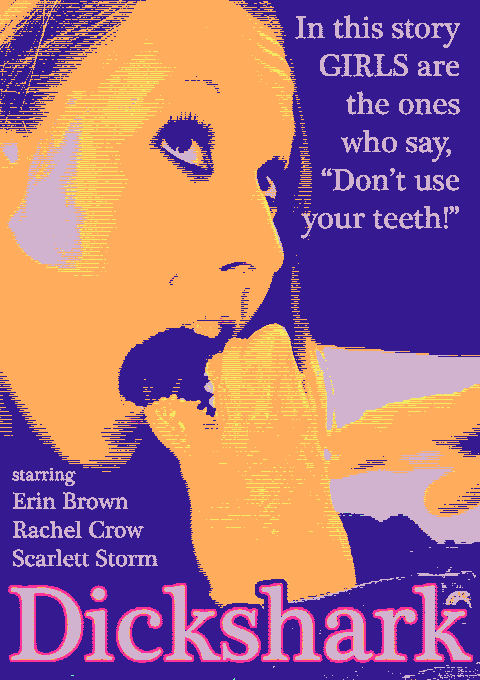 In this story
GIRLS are
the ones
who say,
“Don’t use
your teeth!”
starring
Erin Brown
Rachel Crow
Scarlett Storm
Dickshark